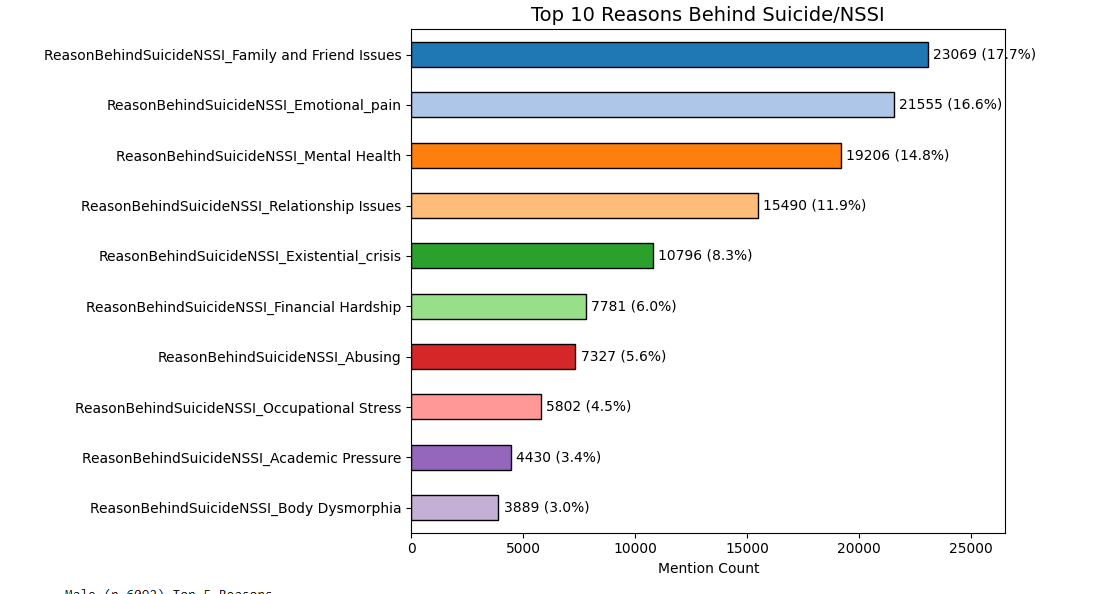 Top 10 Reasons Behind Suicide/NSSI
ReasonBehindSuicideNSSI_Family and Friend Issues 23069 (17.7%)
ReasonBehindSuicideNSSI_Emotional_pain 21555 (16.6%)
ReasonBehindSuicideNSSI_Mental Health 19206 (14.8%)
ReasonBehindSuicideNSSI_Relationship Issues 15490 (11.9%)
ReasonBehindSuicideNSSI_Existential_crisis 10796 (8.3%)
ReasonBehindSuicideNSSI_Financial Hardship 7781 (6.0%)
ReasonBehindSuicideNSSI_Abusing 7327 (5.6%)
ReasonBehindSuicideNSSI_Occupational Stress 5802 (4.5%)
ReasonBehindSuicideNSSI_Academic Pressure 4430 (3.4%)
ReasonBehindSuicideNSSI_Body Dysmorphia 3889 (3.0%)
0 5000 10000 15000 20000 25000
Mention Count